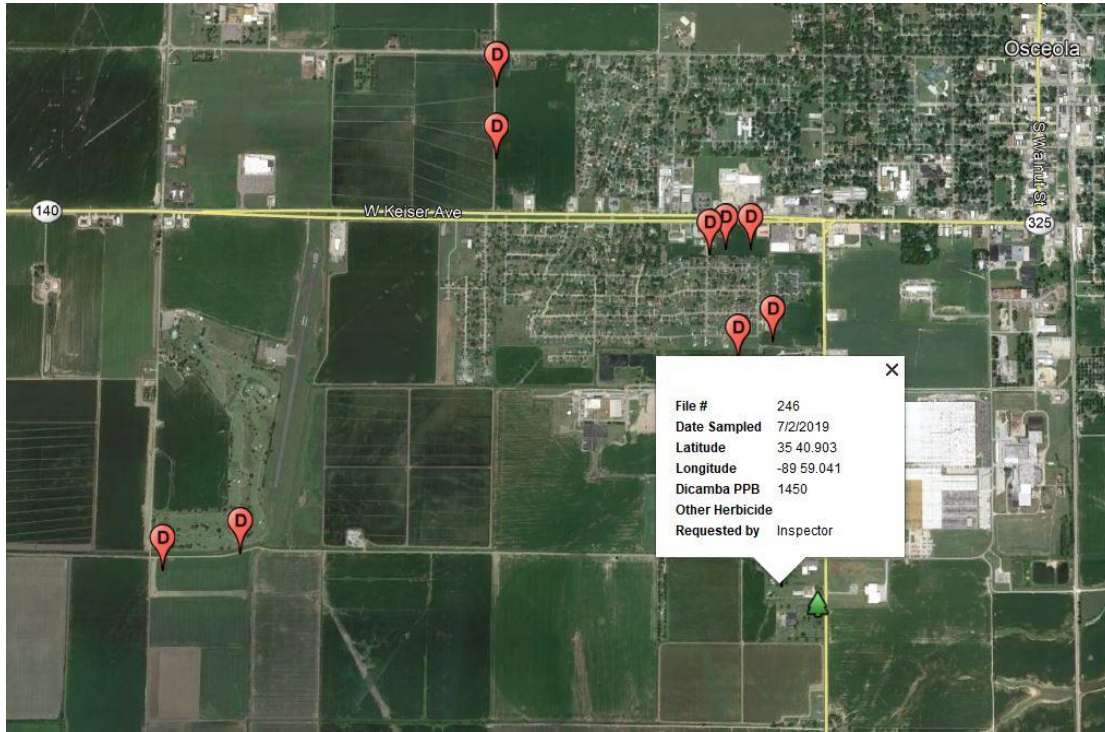 D
Osceola
D
S Walnut St
140
W Keiser Ave
D D D
325
D
D
File # 246
Date Sampled 7/2/2019
Latitude 35 40.903
Longitude -89 59.041
Dicamba PPB 1450
Other Herbicide
Requested by Inspector
D
D